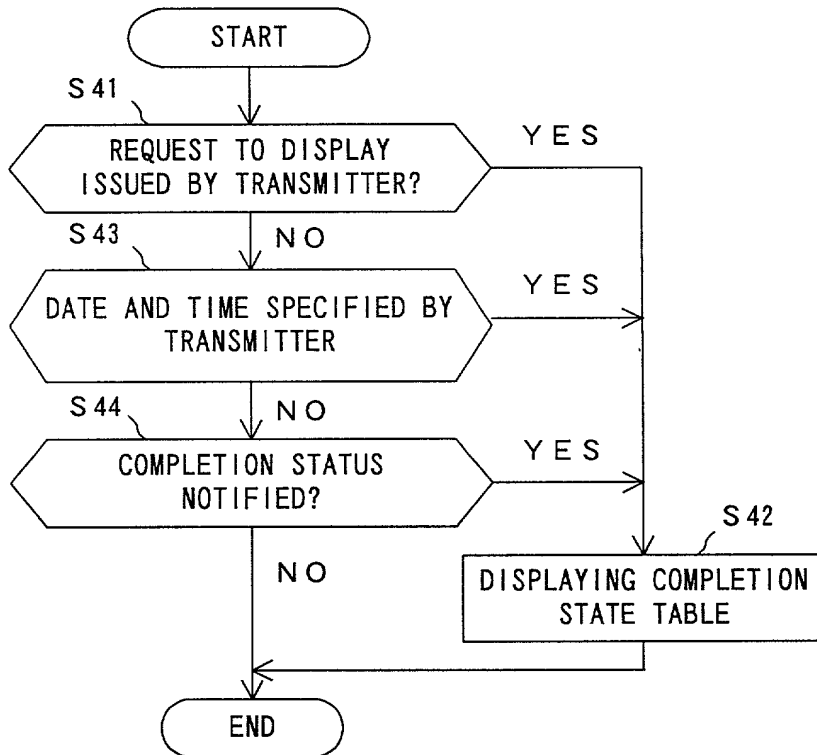 START
S41
REQUEST TO DISPLAY
ISSUED BY TRANSMITTER?
YES
NO
S43
DATE AND TIME SPECIFIED BY
TRANSMITTER
YES
NO
S44
COMPLETION STATUS
NOTIFIED?
YES
NO
S42
DISPLAYING COMPLETION
STATE TABLE
END